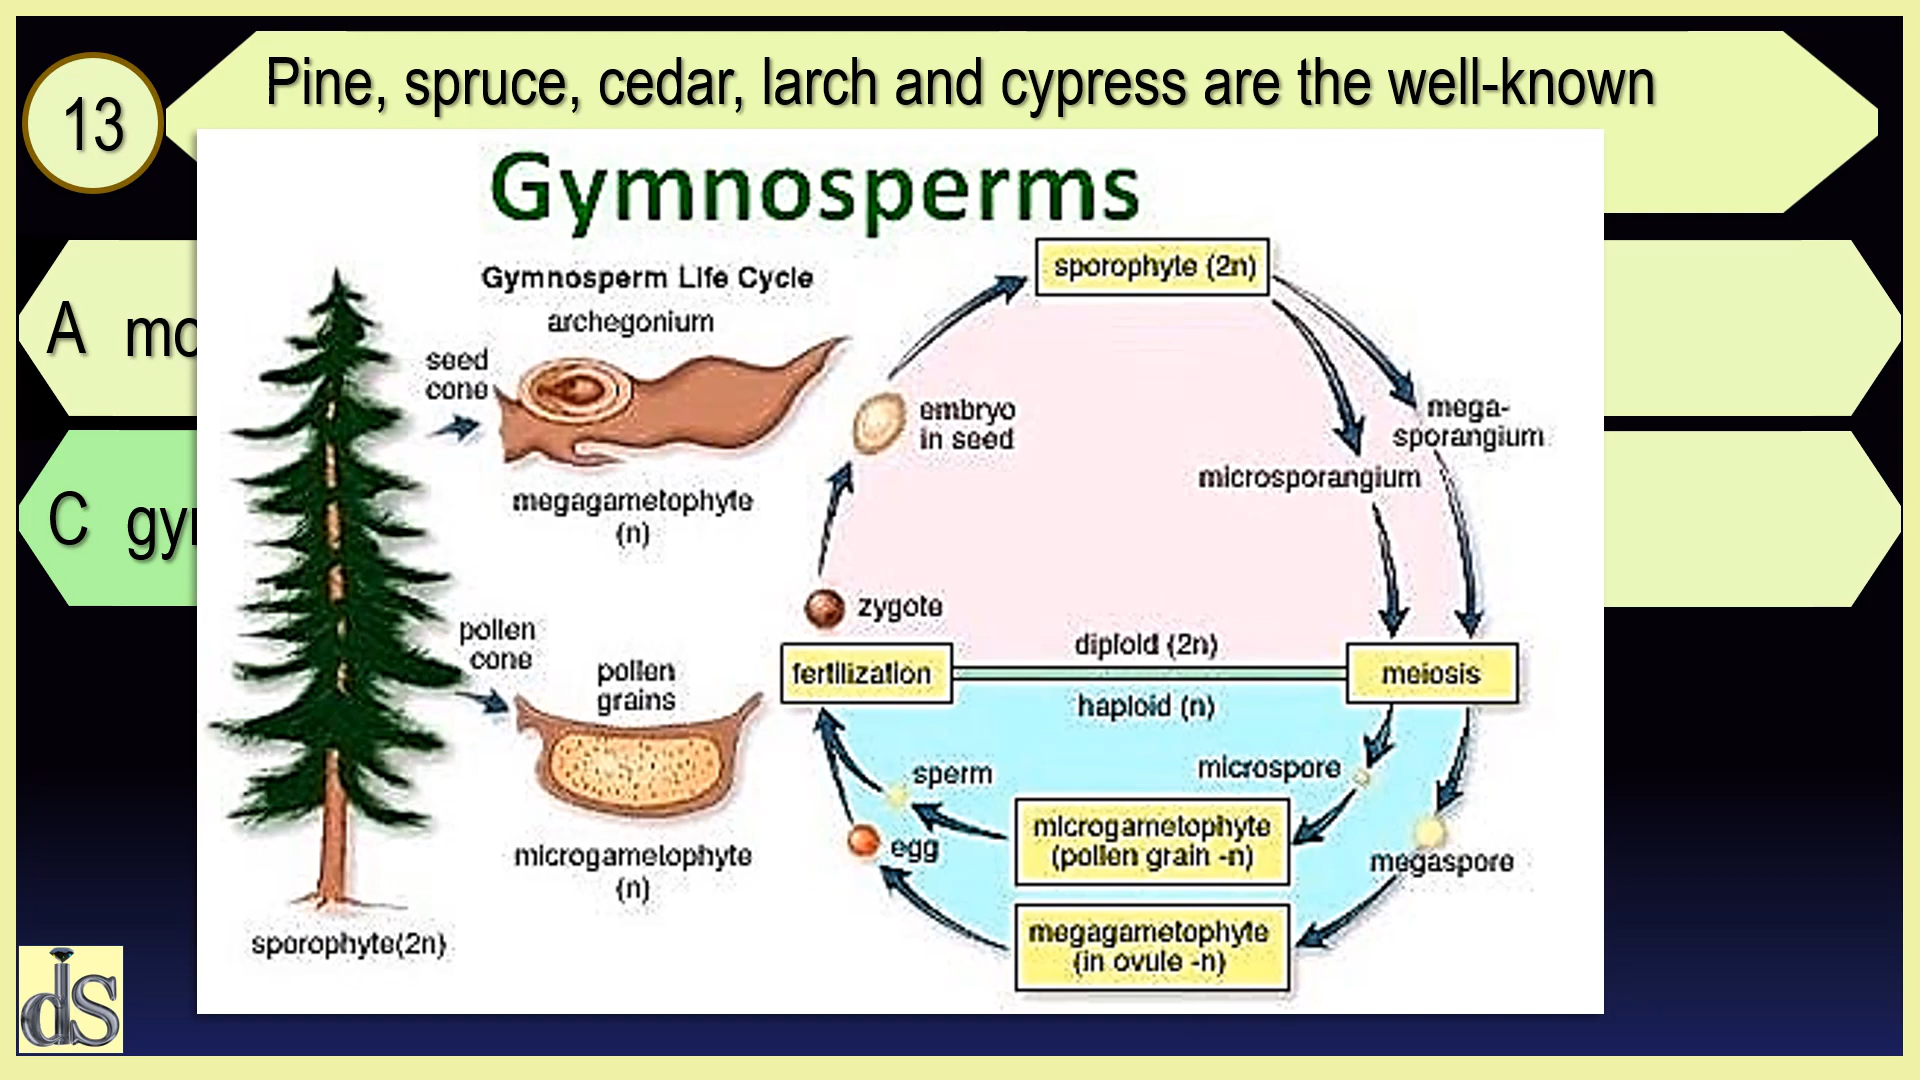 13
Pine, spruce, cedar, larch and cypress are the well-known
A mo
C gyr
Gymnosperms
Gymnosperm Life Cycle
archegonium
seed
cone
megagametophyte
(n)
pollen
cone
pollen
grains
microgametophyte
(n)
sporophyte(2n)
sporophyte (2n)
embryo
in seed
mega-
sporangium
microsporangium
zygote
diploid (2n)
fertilization
meiosis
haploid (n)
sperm
microspore
egg
microgametophyte
(pollen grain -n)
megaspore
megagametophyte
(in ovule -n)
dS